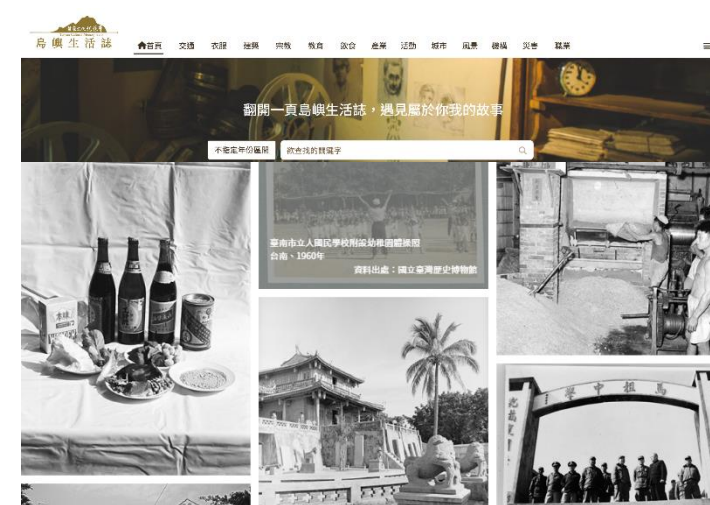 島嶼生活誌
首頁 交通 衣服 建築 宗教 教育 飲食 產業 活動 城市 風景 機構 災害 職業
翻開一頁島嶼生活誌，遇見屬於你我的故事
不指定年份區間
欲查找的關鍵字
臺南市立人國民學校附設幼稚園體操照
台南、1960年
資料出處：國立臺灣歷史博物館
本味
馬祖中學